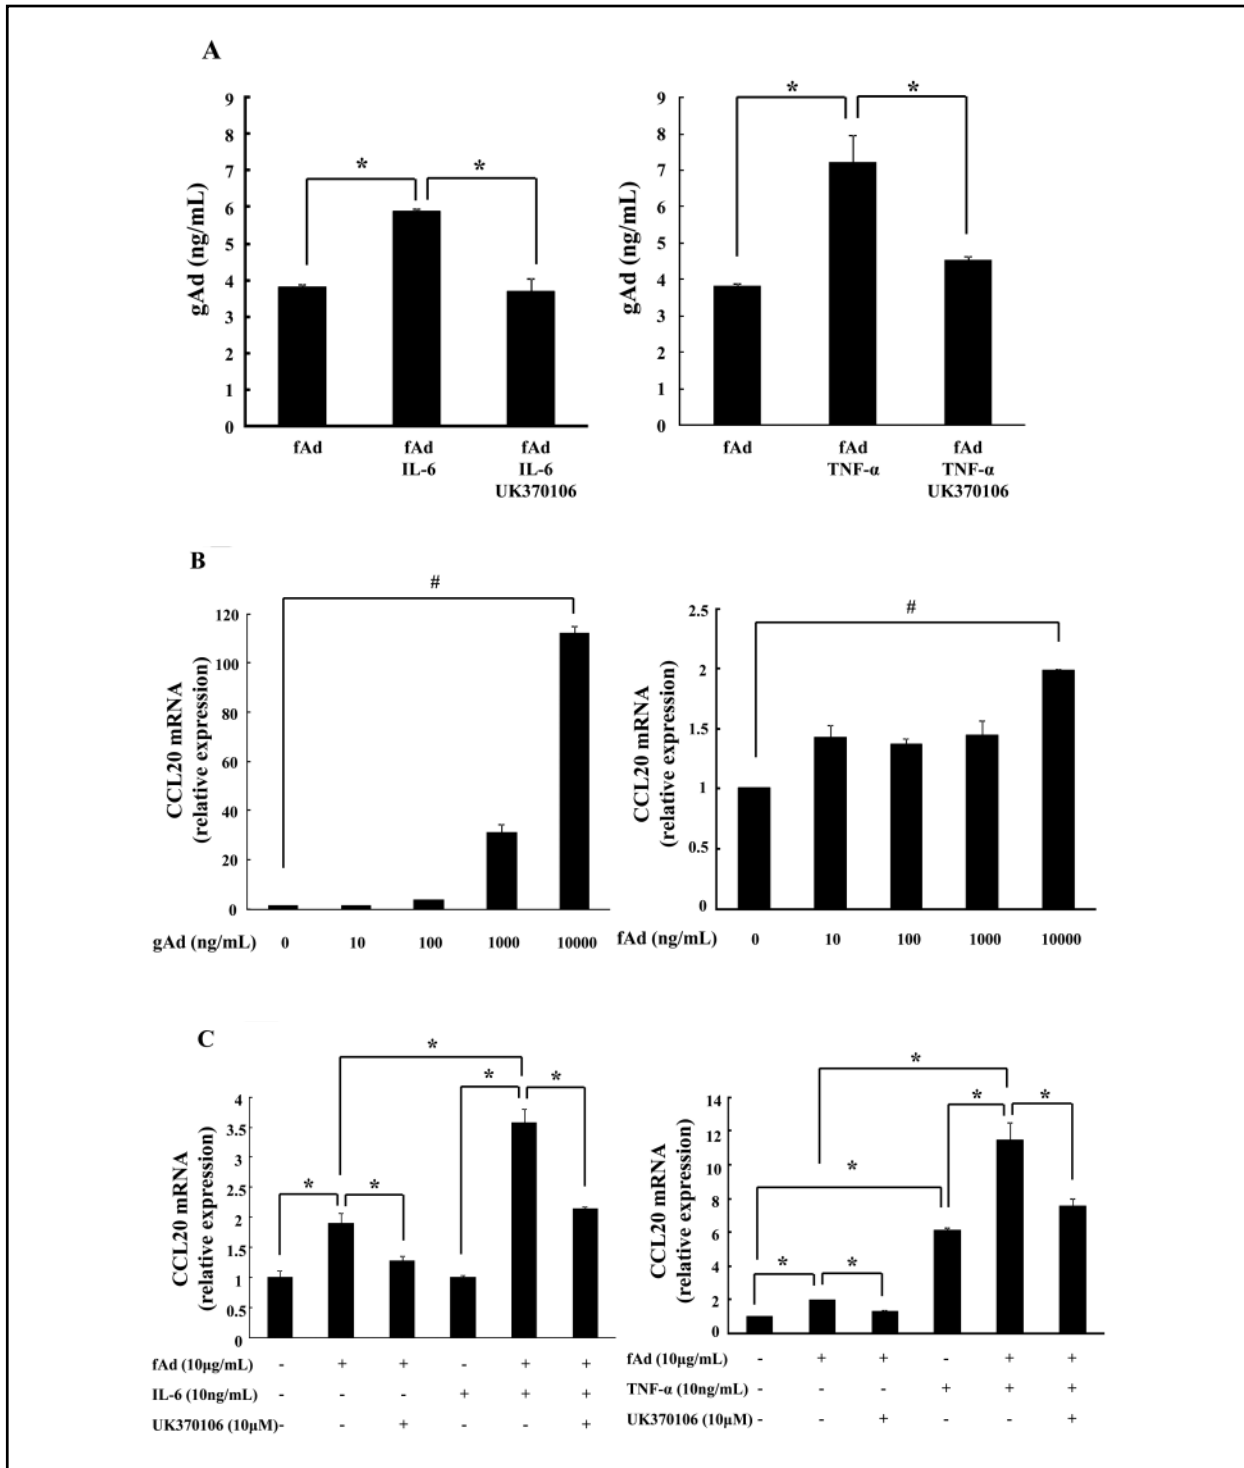 A
*
*
gAd (ng/mL)
9
8
7
6
5
4
3
2
1
0
fAd
fAd
IL-6
fAd
IL-6
UK370106
*
*
gAd (ng/mL)
9
8
7
6
5
4
3
2
1
0
fAd
fAd
TNF-α
fAd
TNF-α
UK370106
B
#
CCL20 mRNA
(relative expression)
120
100
80
60
40
20
0
gAd (ng/mL) 0 10 100 1000 10000
#
CCL20 mRNA
(relative expression)
2.5
2
1.5
1
0.5
0
fAd (ng/mL) 0 10 100 1000 10000
C
*
*
*
*
*
CCL20 mRNA
(relative expression)
4
3.5
3
2.5
2
1.5
1
0.5
0
fAd (10μg/mL) - + + - + +
IL-6 (10ng/mL) - - - + + +
UK370106 (10μM) - - + - - +
*
*
*
*
*
*
CCL20 mRNA
(relative expression)
14
12
10
8
6
4
2
0
fAd (10μg/mL) - + + - + +
TNF-α (10ng/mL) - - - + + +
UK370106 (10μM) - - + - - +